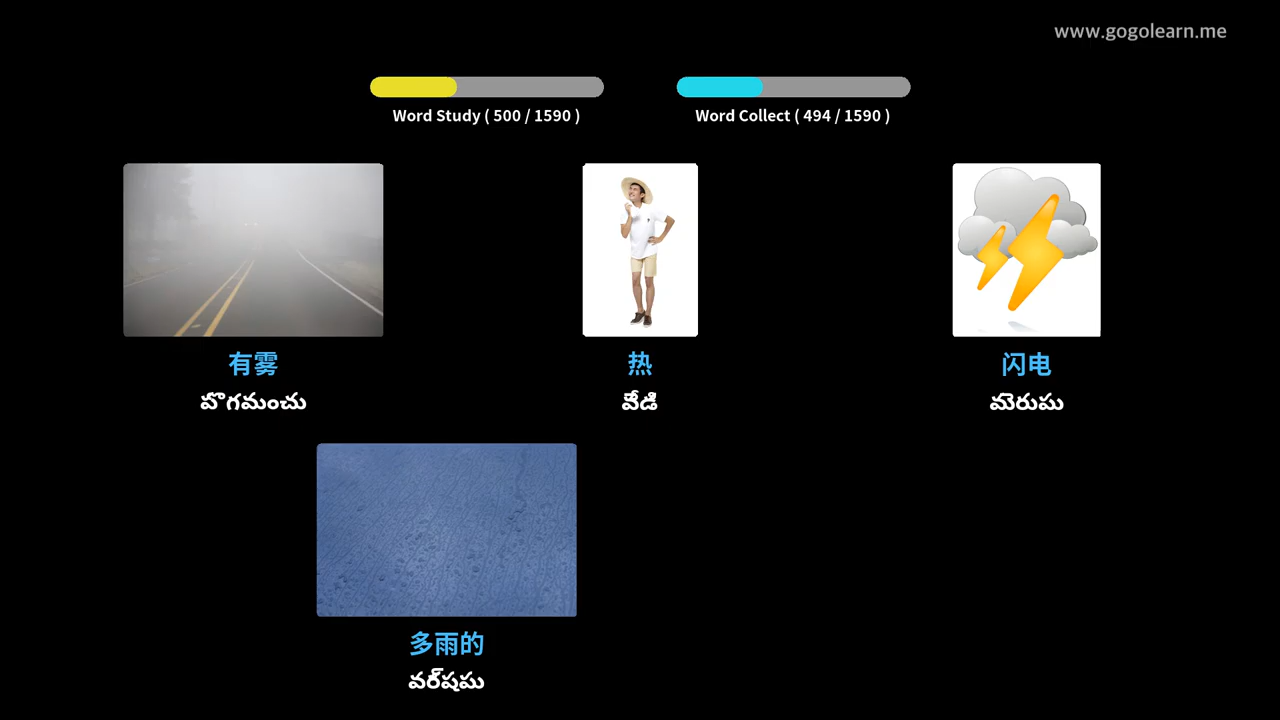 www.gogolearn.me
Word Study ( 500 / 1590 )
Word Collect ( 494 / 1590 )
有雾
పొగమంచు
热
వేడి
闪电
మెరుపు
多雨的
వర్షపు